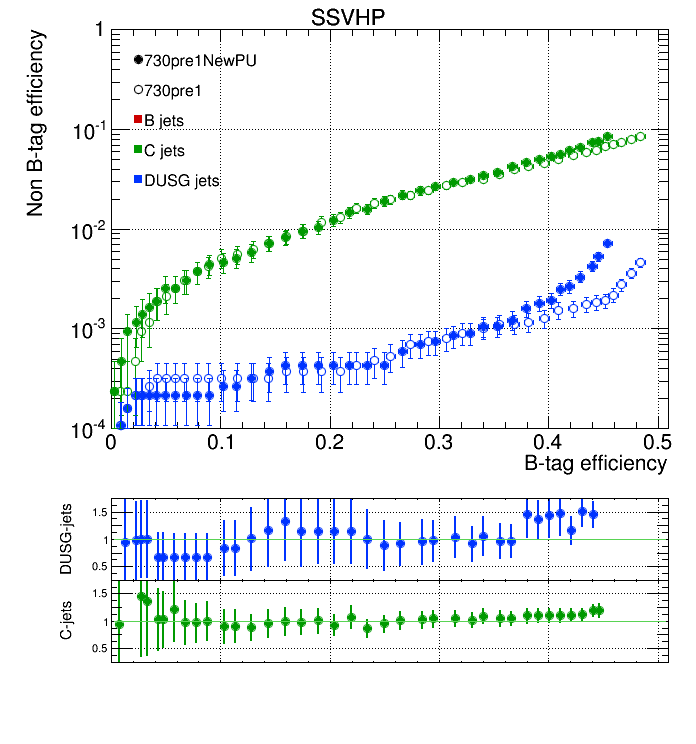 SSVHP
Non B-tag efficiency
1
10-1
10-2
10-3
10-4
730pre1NewPU
730pre1
B jets
C jets
DUSG jets
0
0.1
0.2
0.3
0.4
0.5
B-tag efficiency
DUSG-jets
1.5
1
0.5
C-jets
1.5
1
0.5